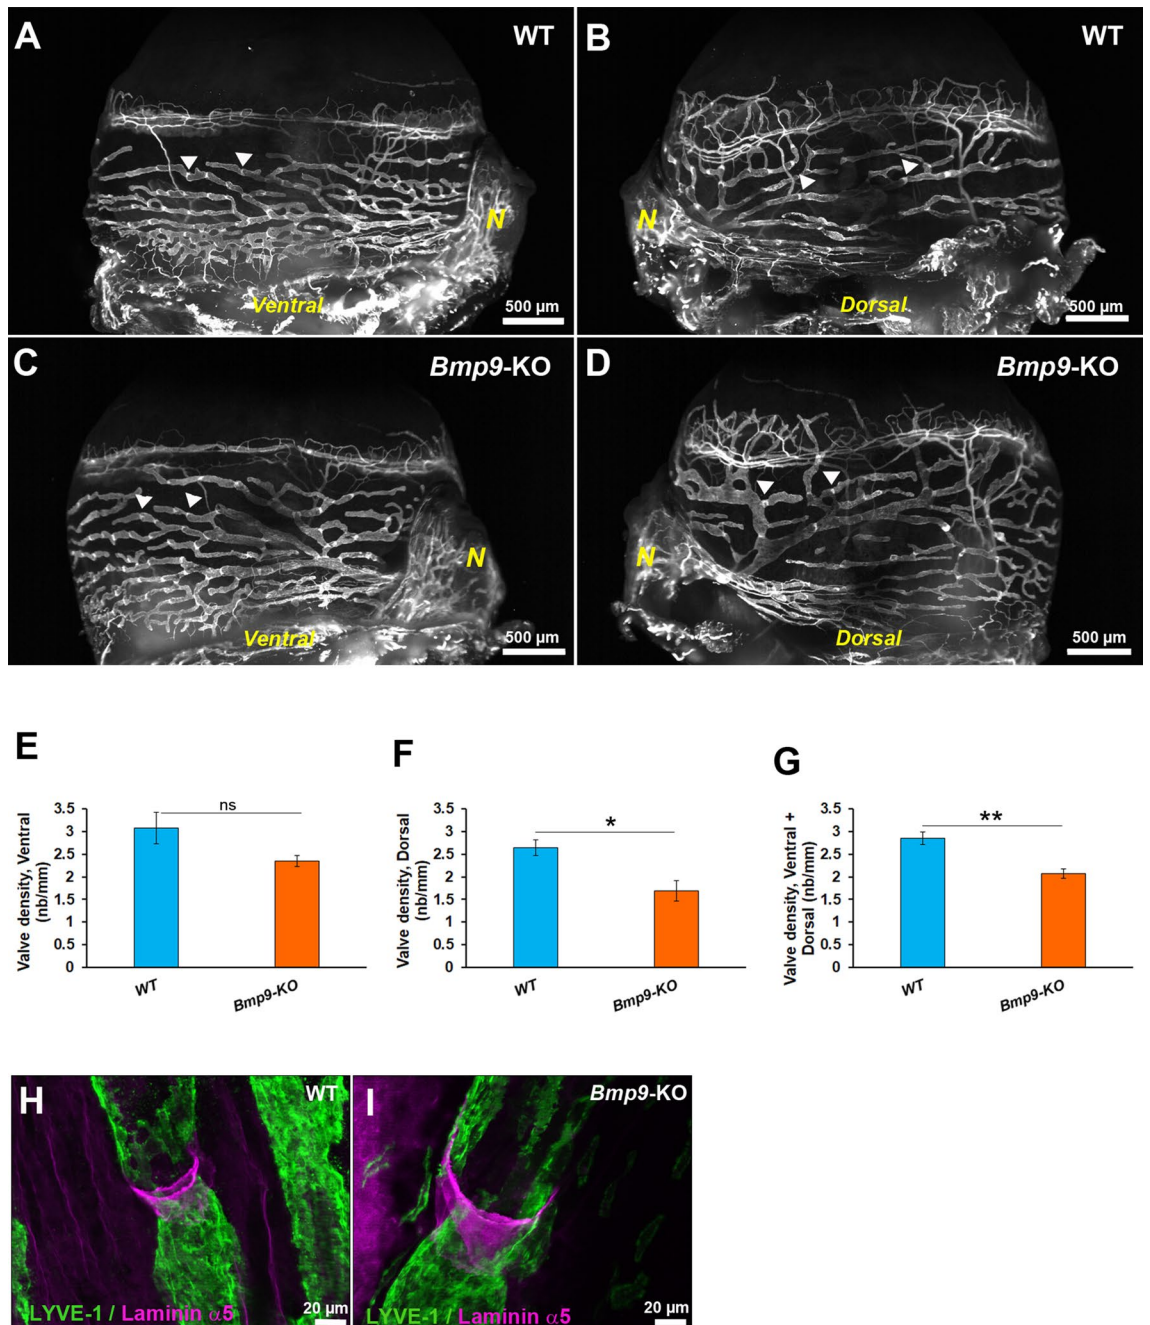 A
WT
N
Ventral
500 µm
B
WT
N
Dorsal
500 µm
C
Bmp9-KO
N
Ventral
500 µm
D
Bmp9-KO
N
Dorsal
500 µm
E
Valve density, Ventral
(nb/mm)
3.5
3
2.5
2
1.5
1
0.5
0
ns
WT
Bmp9-KO
F
Valve density, Dorsal
(nb/mm)
3.5
3
2.5
2
1.5
1
0.5
0
*
WT
Bmp9-KO
G
Valve density, Ventral +
Dorsal (nb/mm)
3.5
3
2.5
2
1.5
1
0.5
0
**
WT
Bmp9-KO
H
WT
LYVE-1 / Laminin α5
20 µm
I
Bmp9-KO
LYVE-1 / Laminin α5
20 µm